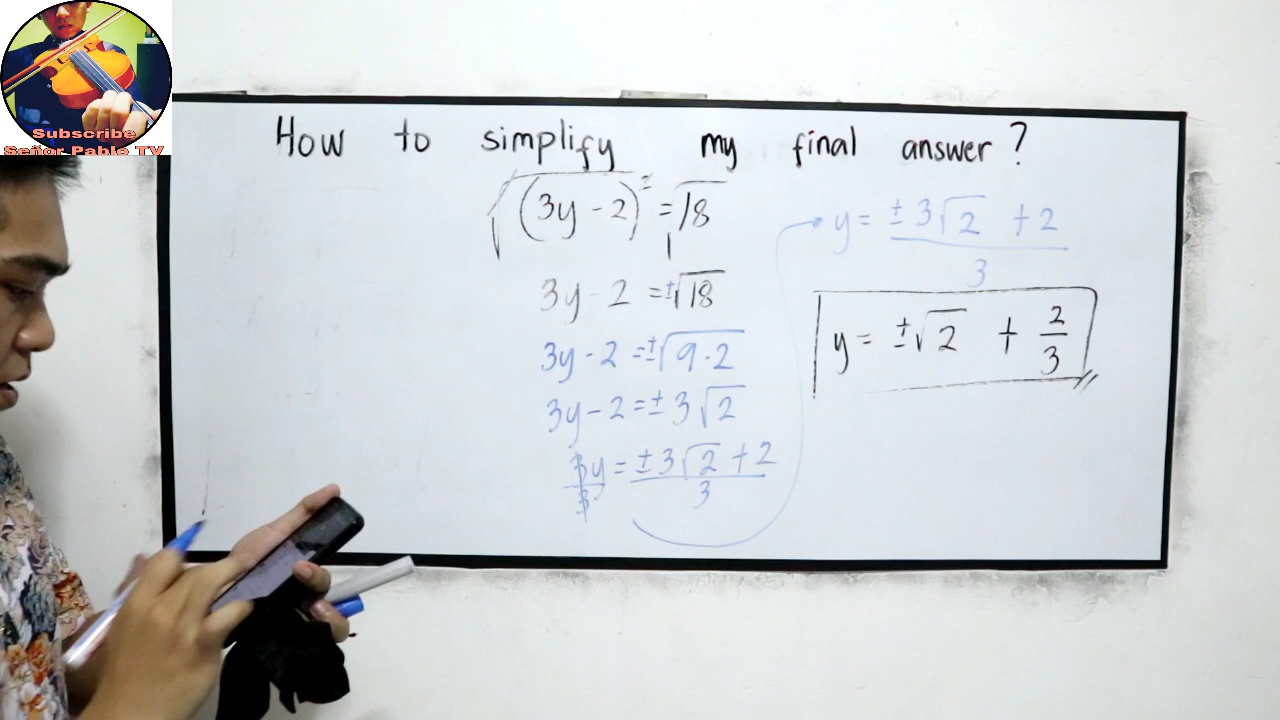 Subscribe
Señor Pablo TV
How to simplify my final answer?
√(3y - 2)² = √18
3y - 2 = ±√18
3y - 2 = ±√9·2
3y - 2 = ± 3√2
3y/3 = ± 3√2 + 2/3
y = ± 3√2 + 2/3
y = ±√2 + 2/3